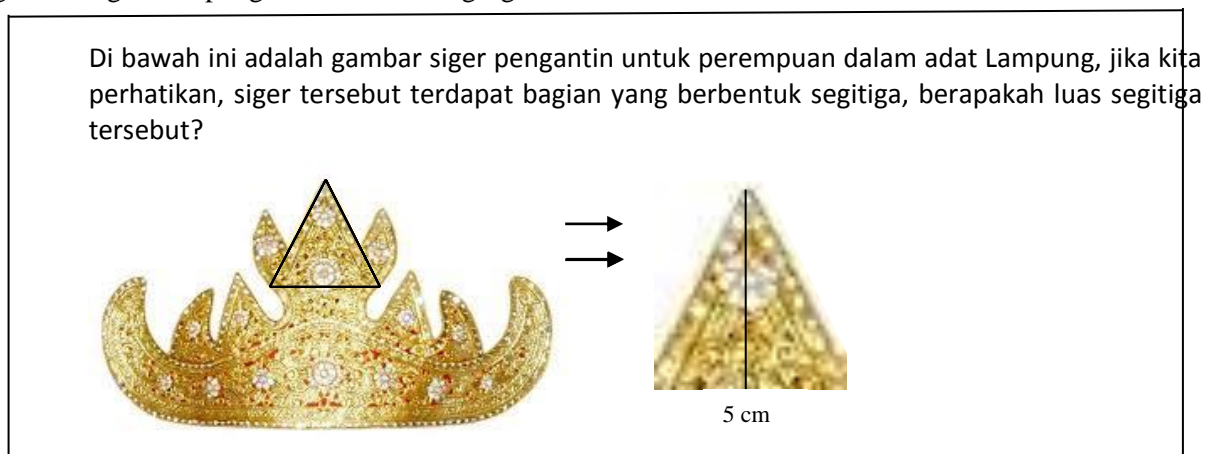 Di bawah ini adalah gambar siger pengantin untuk perempuan dalam adat Lampung, jika kita
perhatikan, siger tersebut terdapat bagian yang berbentuk segitiga, berapakah luas segitiga
tersebut?
5 cm